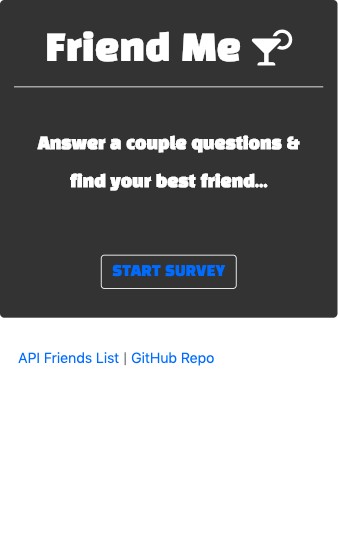 Friend Me
Answer a couple questions &
find your best friend...
START SURVEY
API Friends List | GitHub Repo